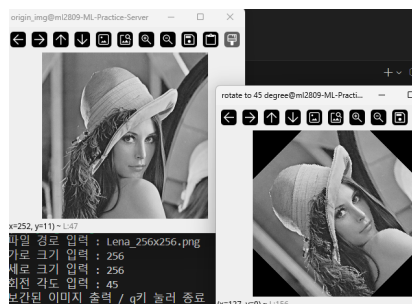 origin_img@ml2809-ML-Practice-Server
rotate to 45 degree@ml2809-ML-Practi...
(x=252, y=11) ~ L:47
파일 경로 입력 : Lena_256x256.png
가로 크기 입력 : 256
세로 크기 입력 : 256
회전 각도 입력 : 45
보간된 이미지 출력 / q키 눌러 종료
(x=127, y=0) ~ L:156